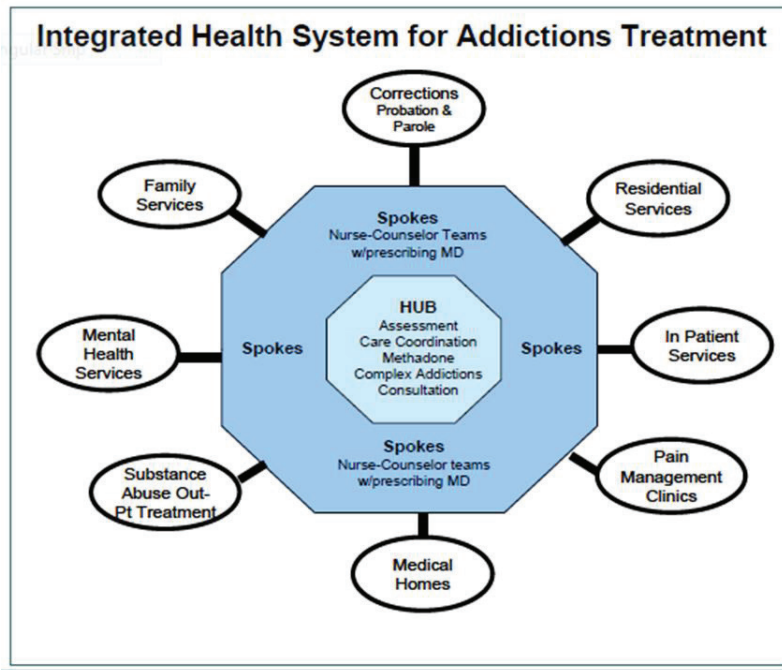 Integrated Health System for Addictions Treatment
Corrections
Probation &
Parole
Family
Services
Residential
Services
Spokes
Nurse-Counselor Teams
w/prescribing MD
HUB
Assessment
Care Coordination
Methadone
Complex Addictions
Consultation
Mental
Health
Services
Spokes
Spokes
In Patient
Services
Spokes
Nurse-Counselor teams
w/prescribing MD
Substance
Abuse Out-
Pt Treatment
Pain
Management
Clinics
Medical
Homes